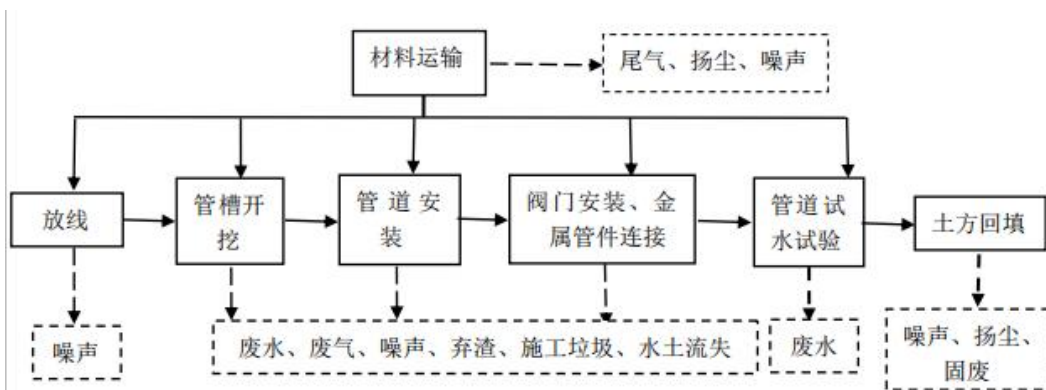 材料运输
尾气、扬尘、噪声
放线
管槽开
挖
管道安
装
阀门安装、金
属管件连接
管道试
水试验
土方回填
噪声
废水、废气、噪声、弃渣、施工垃圾、水土流失
废水
噪声、扬尘、
固废